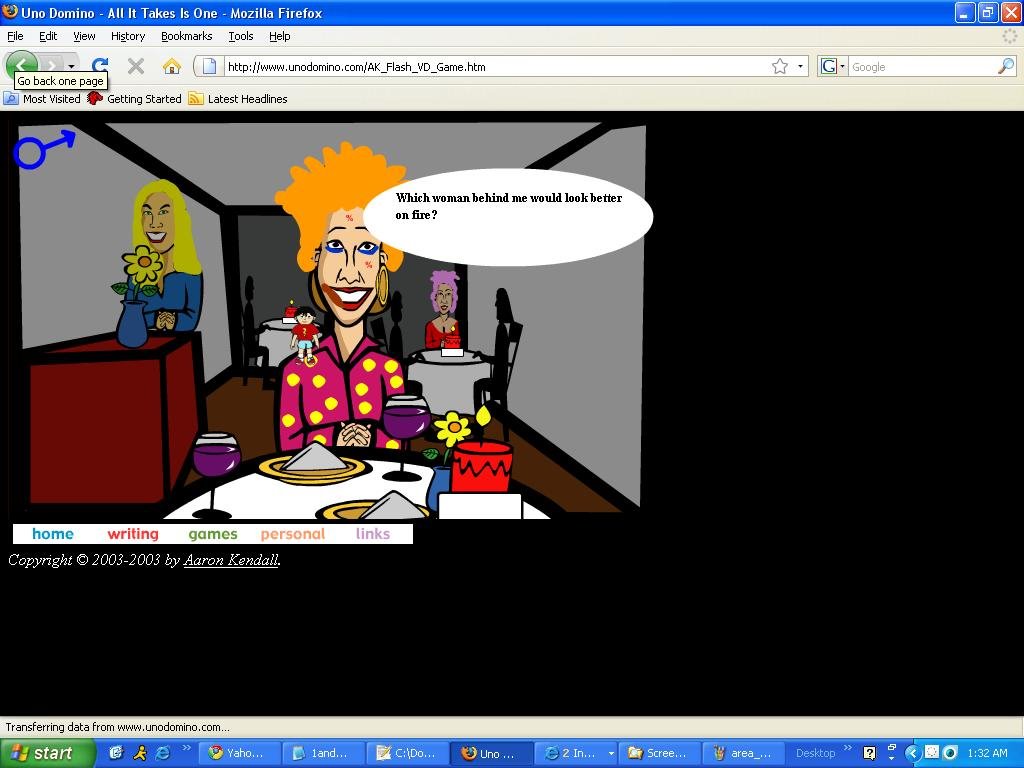 Uno Domino - All It Takes Is One - Mozilla Firefox
File Edit View History Bookmarks Tools Help
http://www.unodomino.com/AK_Flash_VD_Game.htm
G Google
Go back one page
Most Visited Getting Started Latest Headlines
Which woman behind me would look better
on fire?
%
%
?
home writing games personal links
Copyright © 2003-2003 by Aaron Kendall.
Transferring data from www.unodomino.com...
start » Yaho... 1and... C:\Do... Uno ... 2 In... Scree... area_... Desktop » ? 1:32 AM